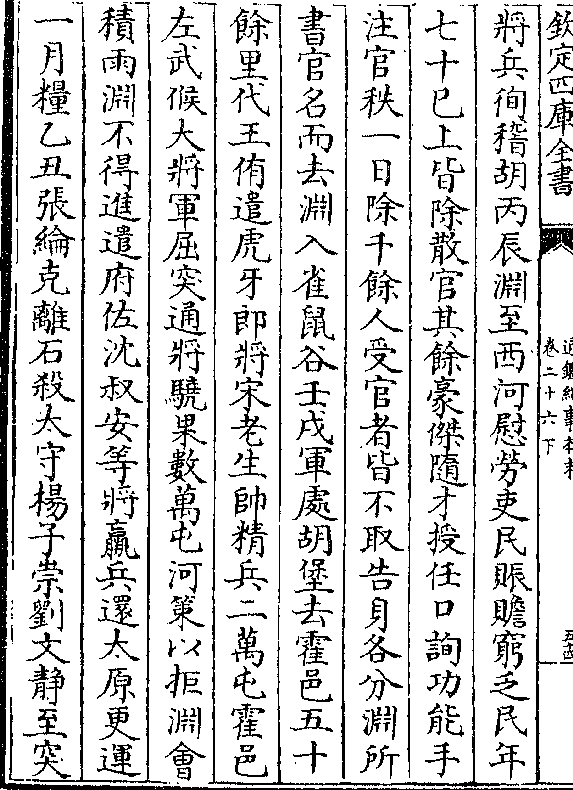 欽定四庫全書
通鑑紀事本末
卷二十六下
將兵徇稽胡丙辰淵至西河慰勞吏民賑贍窮乏民年
七十已上皆除散官其餘豪傑隨才授任口詢功能手
注官秩一日除千餘人受官者皆不取告身各分淵所
書官名而去淵入雀鼠谷壬戌軍處胡堡去霍邑五十
餘里代王侑遣虎牙郎將宋老生帥精兵二萬屯霍邑
左武候大將軍屈突通將驍果數萬屯河東以拒淵會
積雨淵不得進遣府佐沈叔安等將羸兵還太原更運
一月糧乙丑張綸克離石殺太守楊子崇劉文靜至突